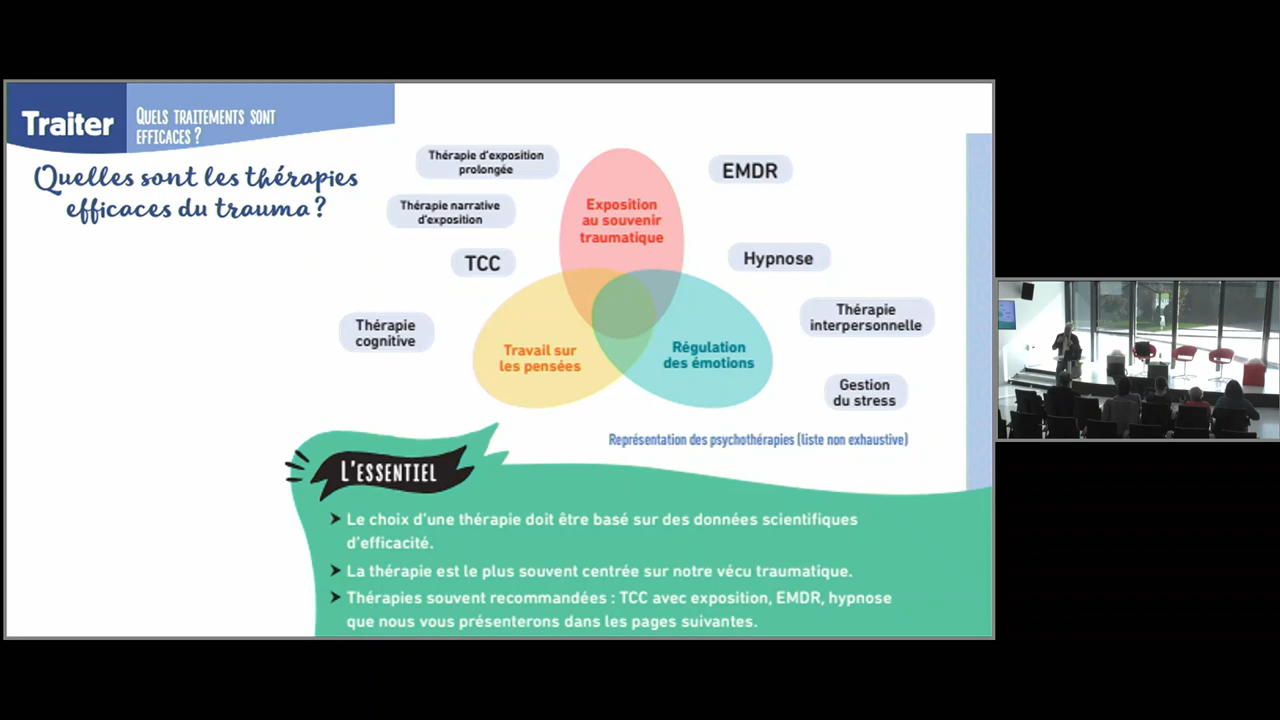 Traiter
QUELS TRAITEMENTS SONT
EFFICACES ?
Quelles sont les thérapies
efficaces du trauma ?
Thérapie d'exposition
prolongée
Thérapie narrative
d'exposition
TCC
Thérapie
cognitive
Exposition
au souvenir
traumatique
Travail sur
les pensées
Régulation
des émotions
EMDR
Hypnose
Thérapie
interpersonnelle
Gestion
du stress
Représentation des psychothérapies (liste non exhaustive)
L'ESSENTIEL
➤ Le choix d'une thérapie doit être basé sur des données scientifiques
d'efficacité.
➤ La thérapie est le plus souvent centrée sur notre vécu traumatique.
➤ Thérapies souvent recommandées : TCC avec exposition, EMDR, hypnose
que nous vous présenterons dans les pages suivantes.